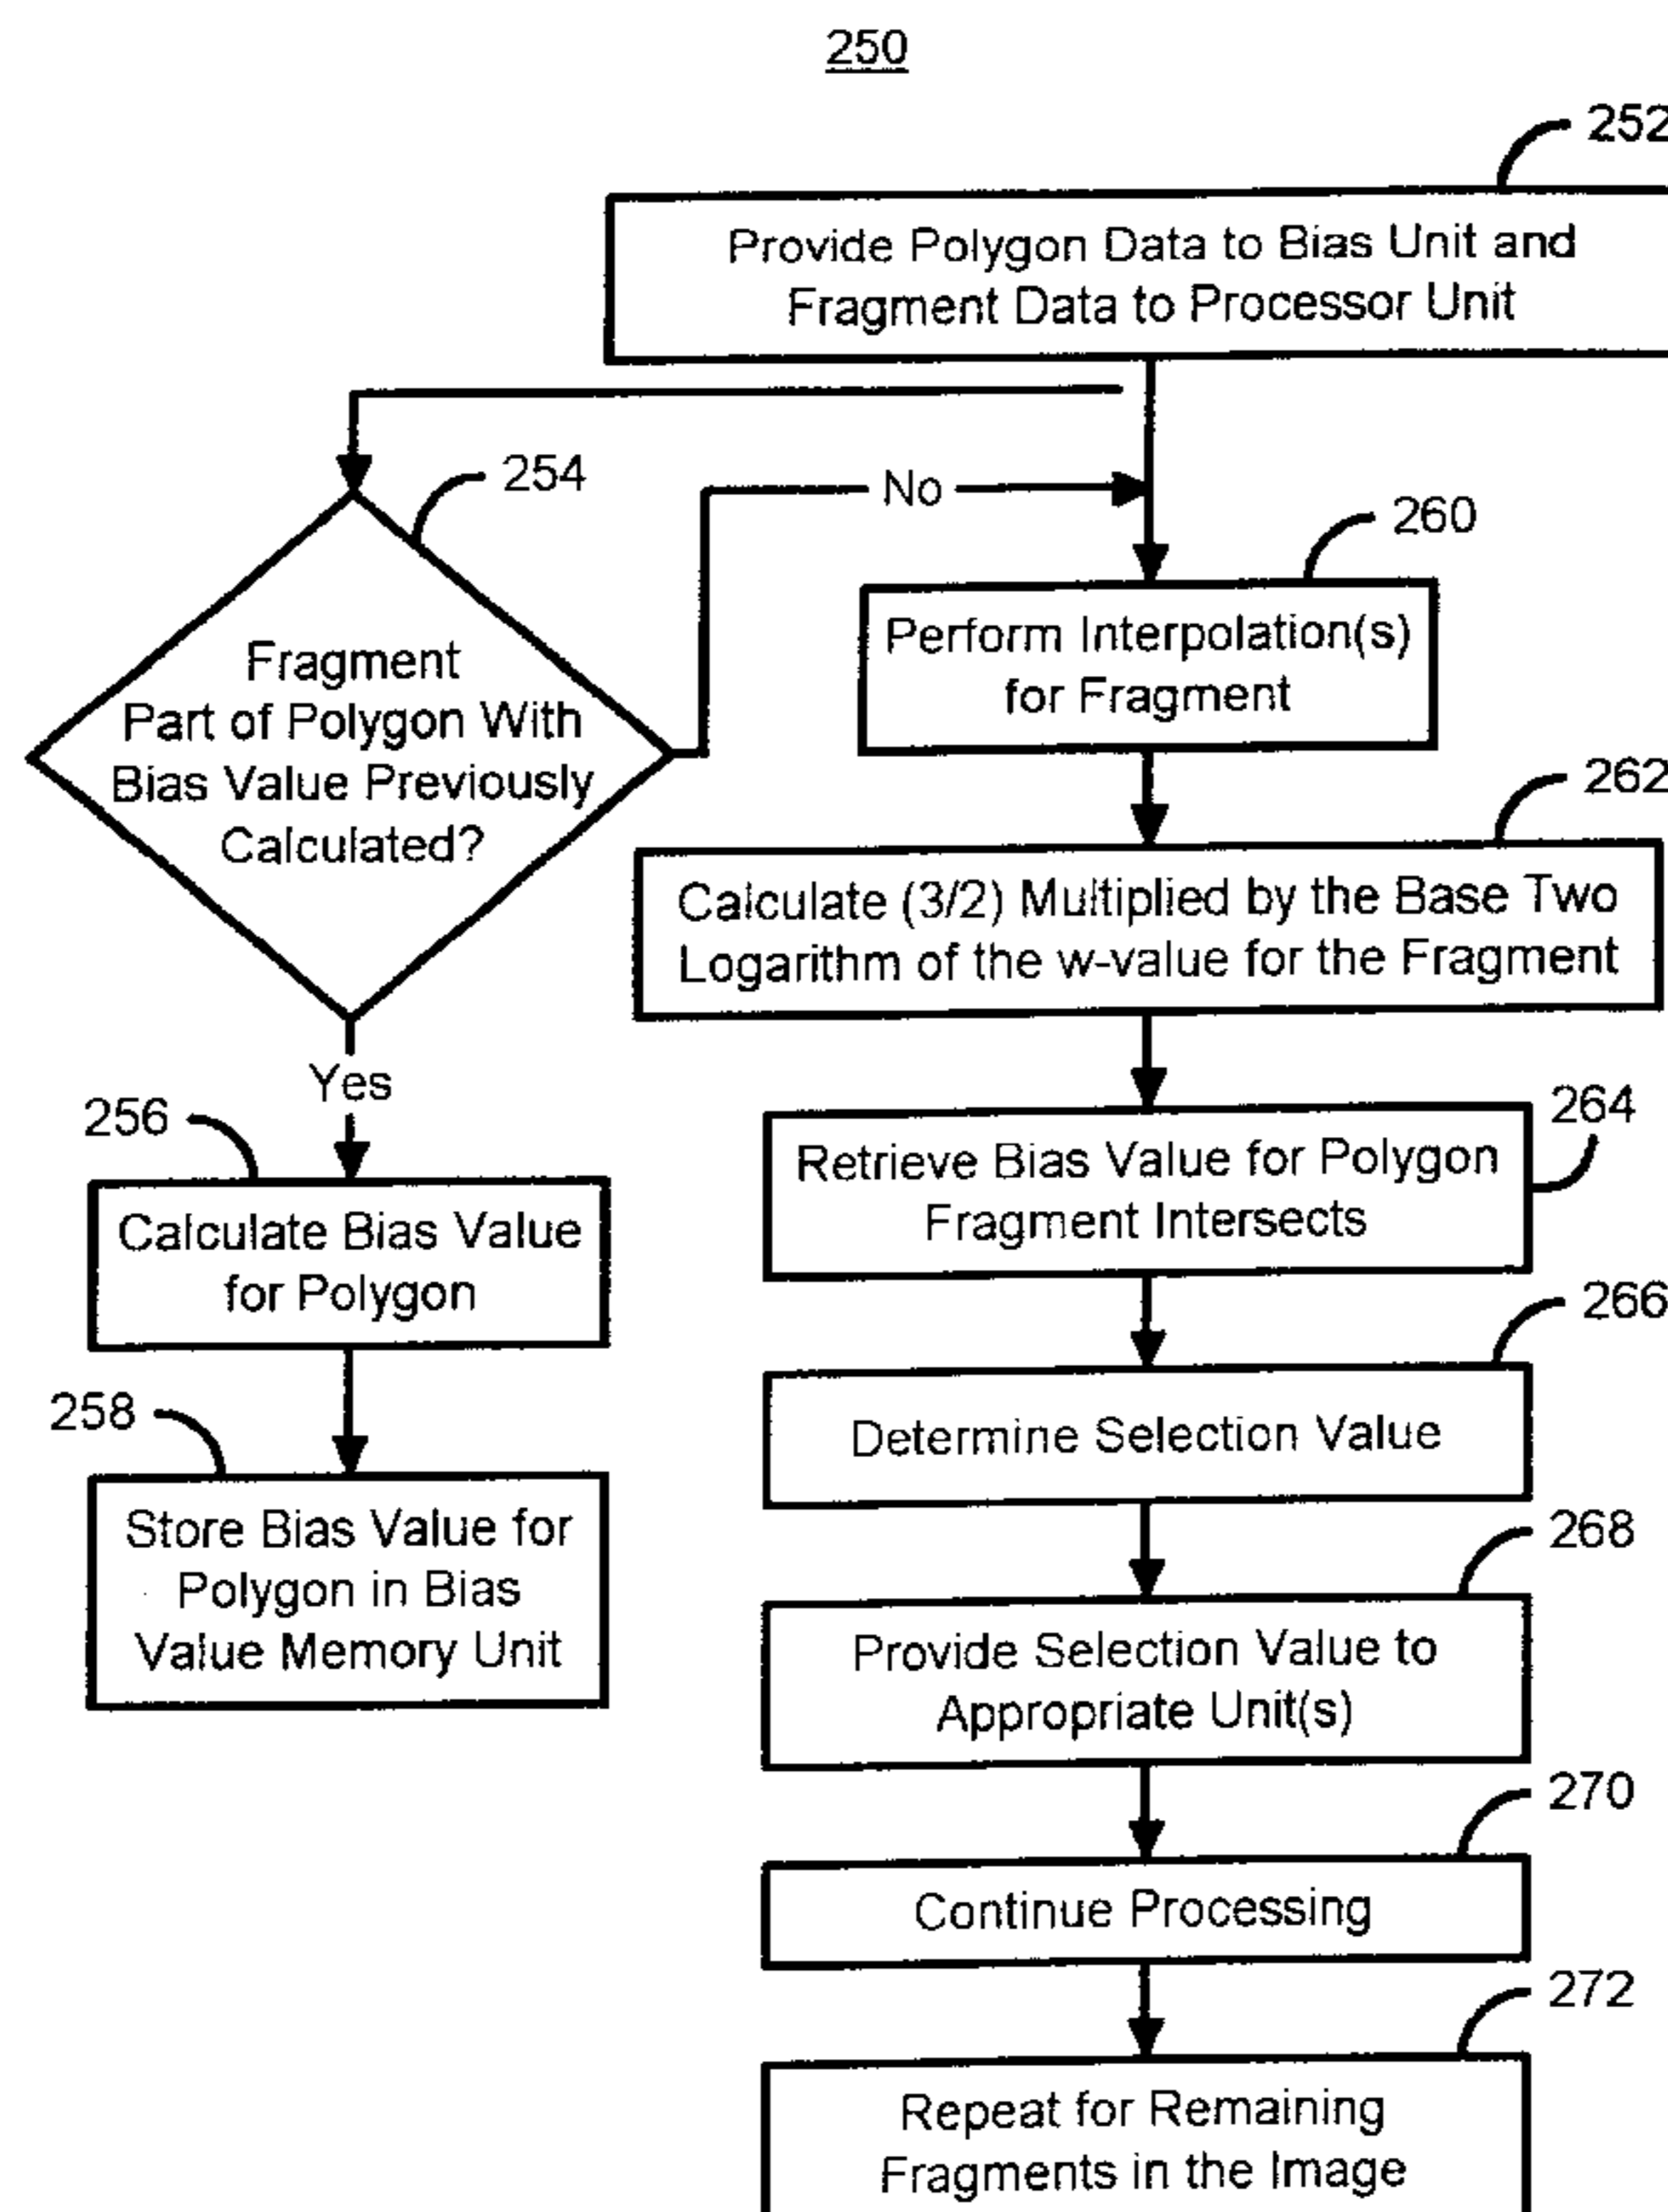 250
252
Provide Polygon Data to Bias Unit and
Fragment Data to Processor Unit
254
No
260
Fragment
Part of Polygon With
Bias Value Previously
Calculated?
Perform Interpolation(s)
for Fragment
262
Calculate (3/2) Multiplied by the Base Two
Logarithm of the w-value for the Fragment
Yes
256
264
Calculate Bias Value
for Polygon
Retrieve Bias Value for Polygon
Fragment Intersects
266
258
Determine Selection Value
Store Bias Value for
Polygon in Bias
Value Memory Unit
268
Provide Selection Value to
Appropriate Unit(s)
270
Continue Processing
272
Repeat for Remaining
Fragments in the Image